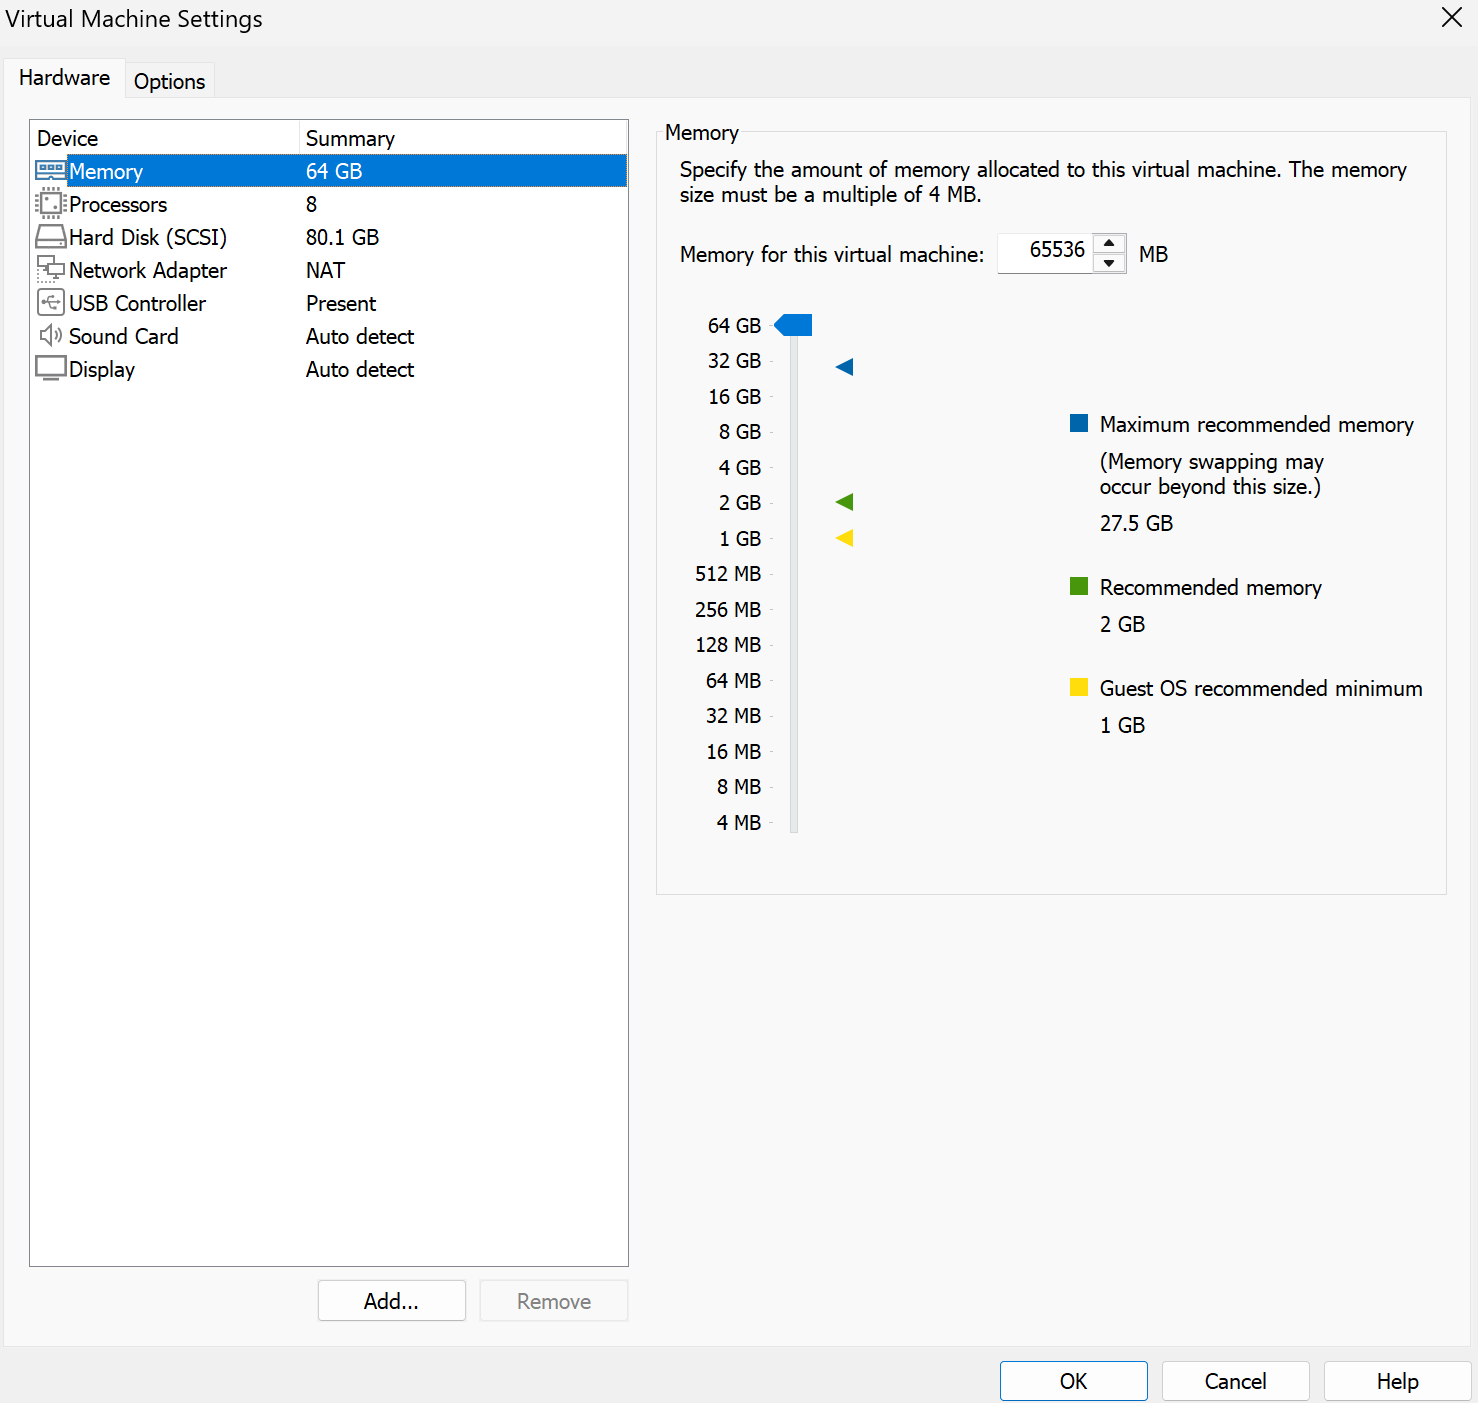 Virtual Machine Settings
Hardware
Options
Device Summary
Memory 64 GB
Processors 8
Hard Disk (SCSI) 80.1 GB
Network Adapter NAT
USB Controller Present
Sound Card Auto detect
Display Auto detect
Add...
Remove
Memory
Specify the amount of memory allocated to this virtual machine. The memory
size must be a multiple of 4 MB.
Memory for this virtual machine: 65536 MB
64 GB
32 GB
16 GB
8 GB
4 GB
2 GB
1 GB
512 MB
256 MB
128 MB
64 MB
32 MB
16 MB
8 MB
4 MB
Maximum recommended memory
(Memory swapping may
occur beyond this size.)
27.5 GB
Recommended memory
2 GB
Guest OS recommended minimum
1 GB
OK
Cancel
Help